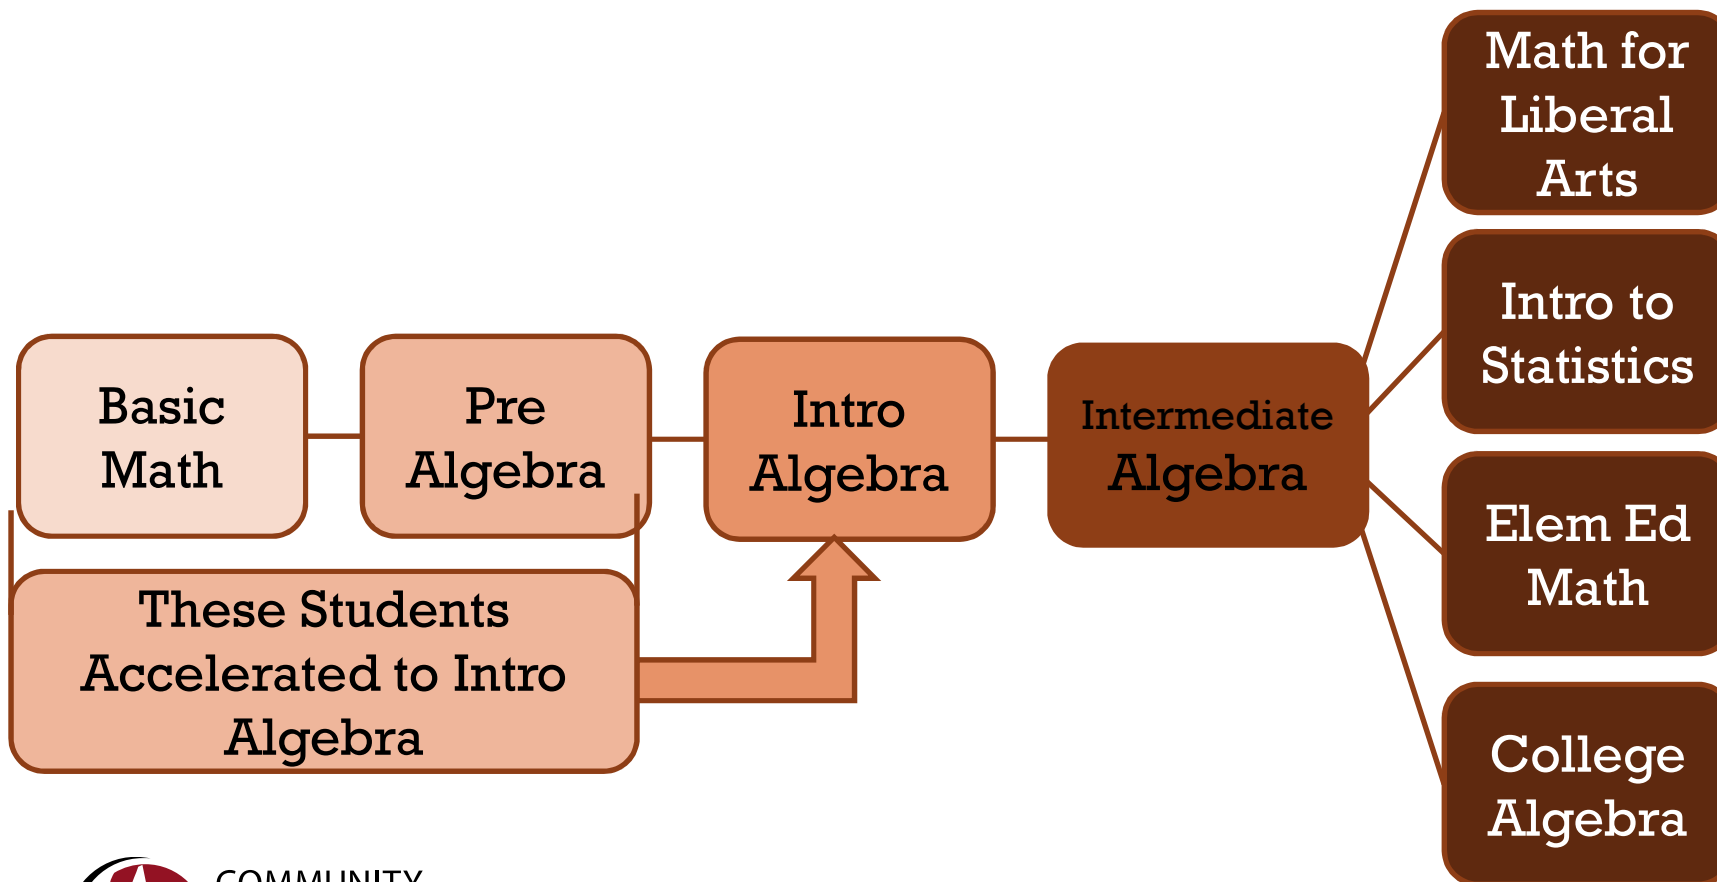 Math for
Liberal
Arts
Intro to
Statistics
Basic
Math
Pre
Algebra
Intro
Algebra
Intermediate
Algebra
Elem Ed
Math
These Students
Accelerated to Intro
Algebra
College
Algebra
COMMUNITY